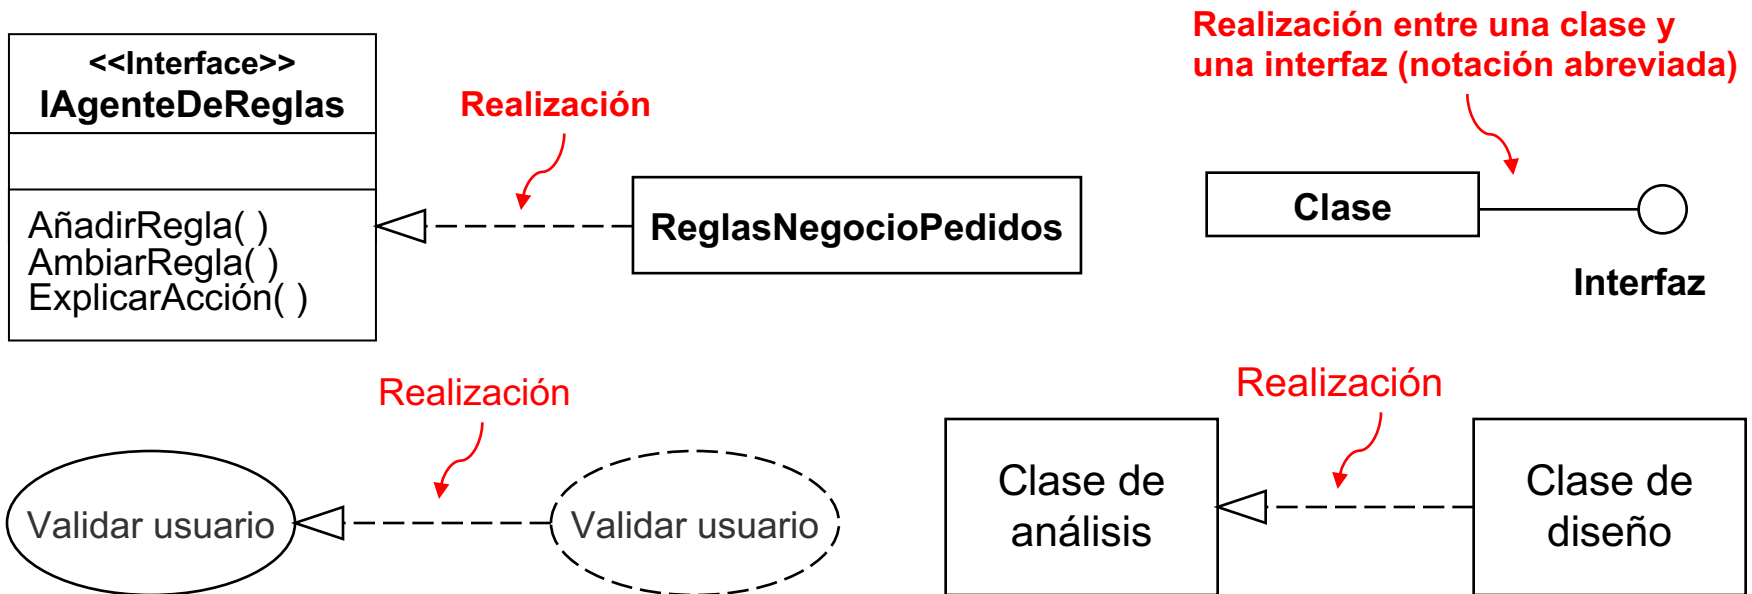 <<Interface>>
IAgenteDeReglas
AñadirRegla( )
AmbiarRegla( )
ExplicarAcción( )
Realización
ReglasNegocioPedidos
Realización entre una clase y
una interfaz (notación abreviada)
Clase
Interfaz
Realización
Validar usuario
Validar usuario
Realización
Clase de
análisis
Clase de
diseño